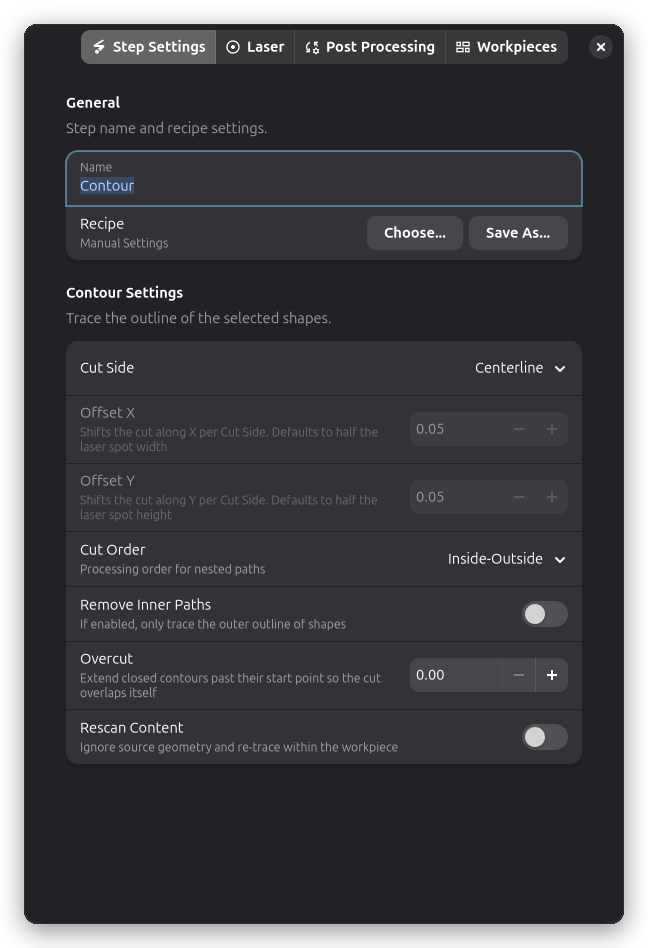 Step Settings
Laser
Post Processing
Workpieces
General
Step name and recipe settings.
Name
Contour
Recipe
Manual Settings
Choose...
Save As...
Contour Settings
Trace the outline of the selected shapes.
Cut Side
Centerline
Offset X
Shifts the cut along X per Cut Side. Defaults to half the
laser spot width
0.05
Offset Y
Shifts the cut along Y per Cut Side. Defaults to half the
laser spot height
0.05
Cut Order
Processing order for nested paths
Inside-Outside
Remove Inner Paths
If enabled, only trace the outer outline of shapes
Overcut
Extend closed contours past their start point so the cut
overlaps itself
0.00
Rescan Content
Ignore source geometry and re-trace within the workpiece